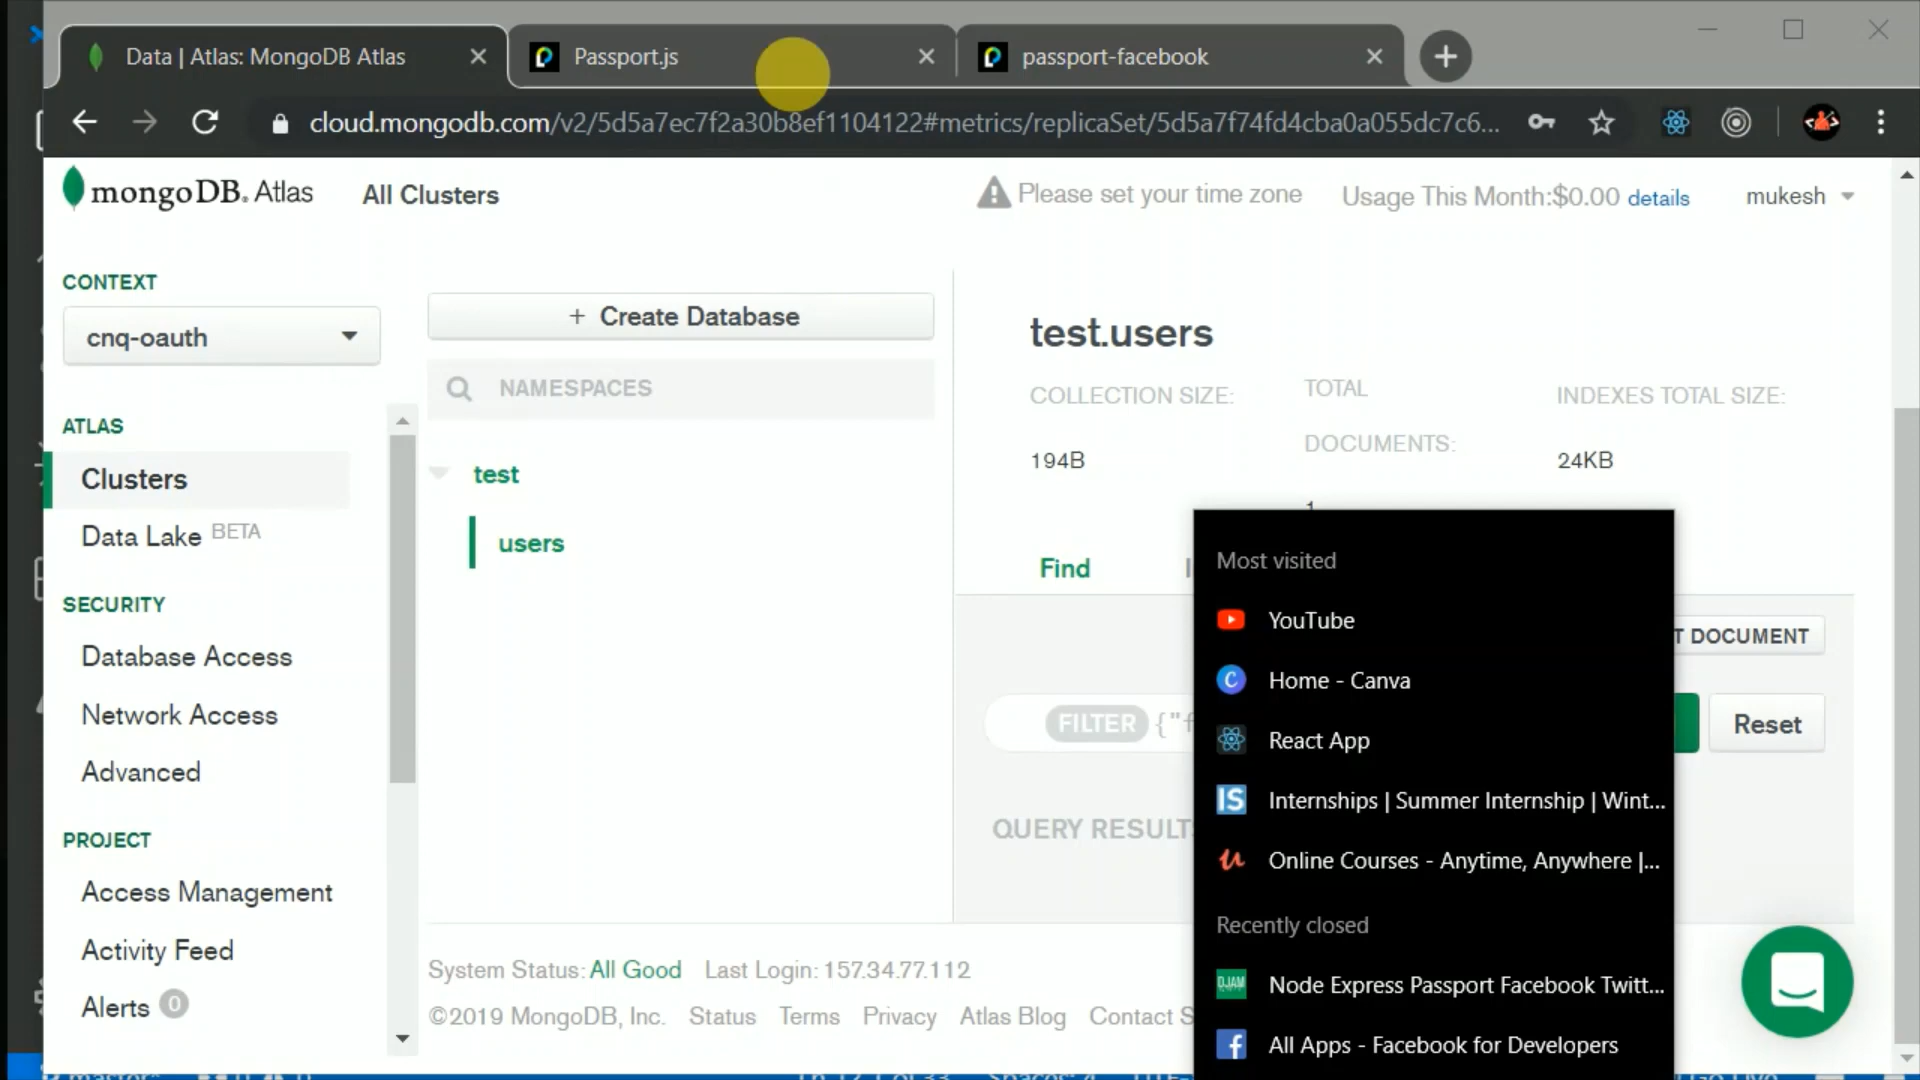 Data | Atlas: MongoDB Atlas
Passport.js
passport-facebook
cloud.mongodb.com/v2/5d5a7ec7f2a30b8ef1104122#metrics/replicaSet/5d5a7f74fd4cba0a055dc7c6...
mongoDB. Atlas
All Clusters
Please set your time zone
Usage This Month:$0.00 details
mukesh
CONTEXT
cnq-oauth
ATLAS
Clusters
Data Lake BETA
SECURITY
Database Access
Network Access
Advanced
PROJECT
Access Management
Activity Feed
Alerts 0
+ Create Database
NAMESPACES
test
users
test.users
COLLECTION SIZE:
194B
TOTAL
DOCUMENTS:
1
INDEXES TOTAL SIZE:
24KB
Find
T DOCUMENT
FILTER {"f
Reset
QUERY RESULTS
Most visited
YouTube
Home - Canva
React App
IS Internships | Summer Internship | Wint...
Online Courses - Anytime, Anywhere |...
Recently closed
DJAM Node Express Passport Facebook Twitt...
All Apps - Facebook for Developers
System Status: All Good Last Login: 157.34.77.112
©2019 MongoDB, Inc. Status Terms Privacy Atlas Blog Contact S